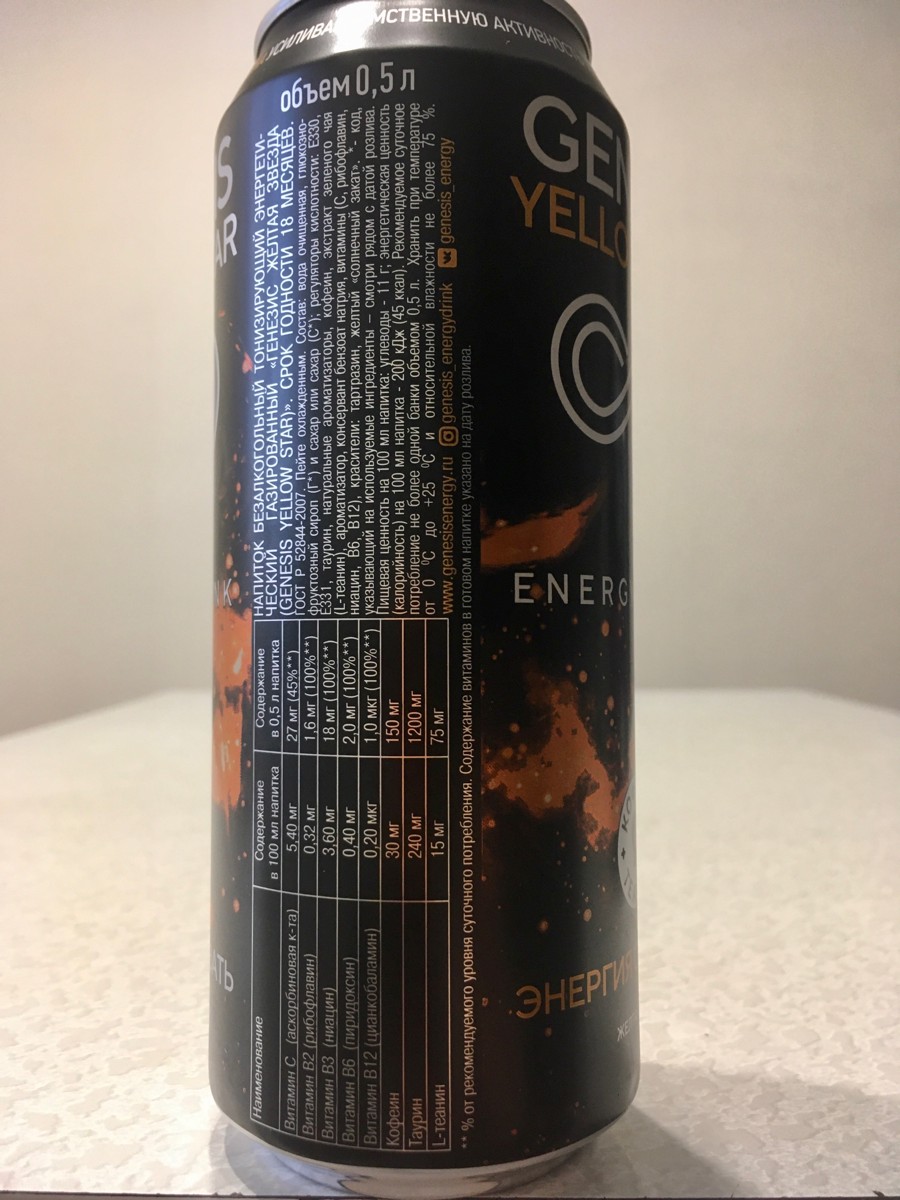 УСИЛИВА МСТВЕННУЮ АКТИВНОС
объем 0,5 л
НАПИТОК БЕЗАЛКОГОЛЬНЫЙ ТОНИЗИРУЮЩИЙ ЭНЕРГЕТИ-
ЧЕСКИЙ ГАЗИРОВАННЫЙ «ГЕНЕЗИС ЖЕЛТАЯ ЗВЕЗДА
(GENESIS YELLOW STAR)». СРОК ГОДНОСТИ 18 МЕСЯЦЕВ.
ГОСТ Р 52844-2007. Пейте охлажденным. Состав: вода очищенная, глюкозно-
фруктозный сироп (Г*) и сахар или сахар (С*); регуляторы кислотности: Е330,
Е331, таурин, натуральные ароматизаторы, кофеин, экстракт зеленого чая
(L-теанин), ароматизатор, консервант бензоат натрия, витамины (С, рибофлавин,
ниацин, В6, В12), красители: тартразин, желтый «солнечный закат». * - код,
указывающий на используемые ингредиенты – смотри рядом с датой розлива.
Пищевая ценность на 100 мл напитка: углеводы - 11 г; энергетическая ценность
(калорийность) на 100 мл напитка - 200 кДж (45 ккал). Рекомендуемое суточное
потребление не более одной банки объемом 0,5 л. Хранить при температуре
от 0 °С до +25 °С и относительной влажности не более 75 %.
www.genesisenergy.ru genesis_energydrink genesis_energy
Наименование Содержание в 100 мл напитка Содержание в 0.5 л напитка
Витамин С (аскорбиновая к-та) 5,40 мг 27 мг (45%**)
Витамин В2 (рибофлавин) 0,32 мг 1,6 мг (100%**)
Витамин В3 (ниацин) 3,60 мг 18 мг (100%**)
Витамин В6 (пиридоксин) 0,40 мг 2,0 мг (100%**)
Витамин В12 (цианкобаламин) 0,20 мкг 1,0 мкг (100%**)
Кофеин 30 мг 150 мг
Таурин 240 мг 1200 мг
L-теанин 15 мг 75 мг
** % от рекомендуемого уровня суточного потребления. Содержание витаминов в готовом напитке указано на дату розлива.
S
AR
NK
АТЬ
GEN
YELLO
ENERG
ЭНЕРГИЯ